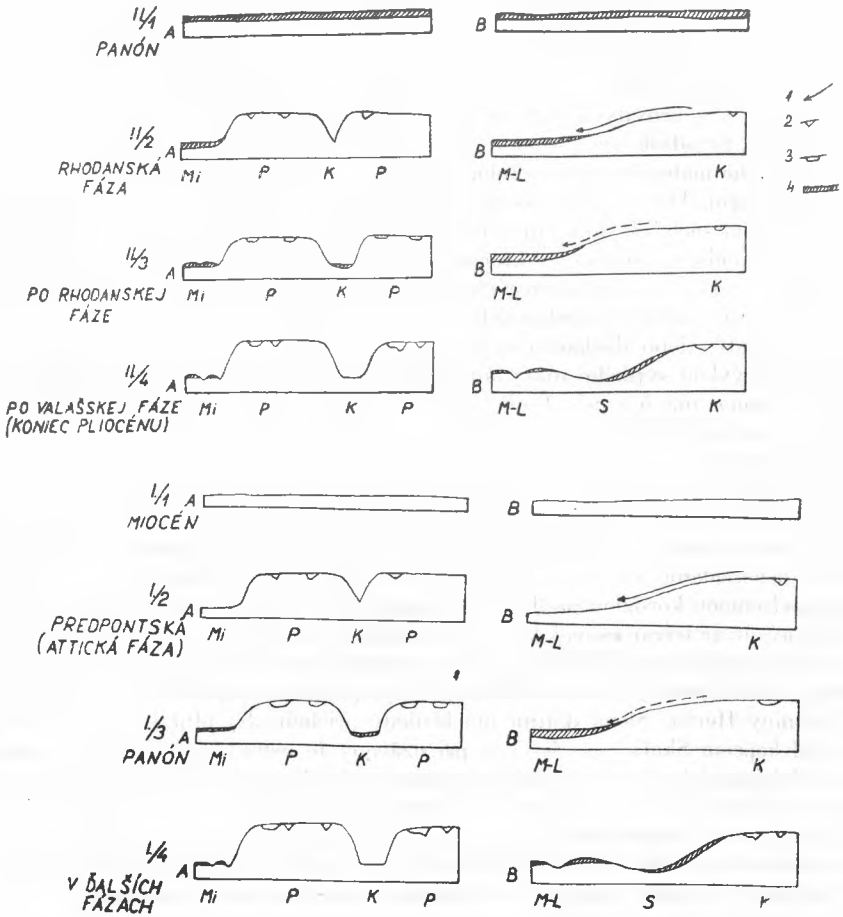 II/1 A B
PANÓN
II/2 A B
RHODANSKÁ
FÁZA
Mi P K P M-L K
1
2
3
4
II/3 A B
PO RHODANSKEJ
FÁZE
Mi P K P M-L K
II/4 A B
PO VALAŠSKEJ FÁZE
(KONIEC PLIOCÉNU)
Mi P K P M-L S K
I/1 A B
MIOCÉN
I/2 A B
PREDPONTSKÁ
(ATTICKÁ FÁZA)
Mi P K P M-L K
I/3 A B
PANÓN
Mi P K P M-L K
I/4 A B
V ĎALŠÍCH
FÁZACH
Mi P K P M-L S